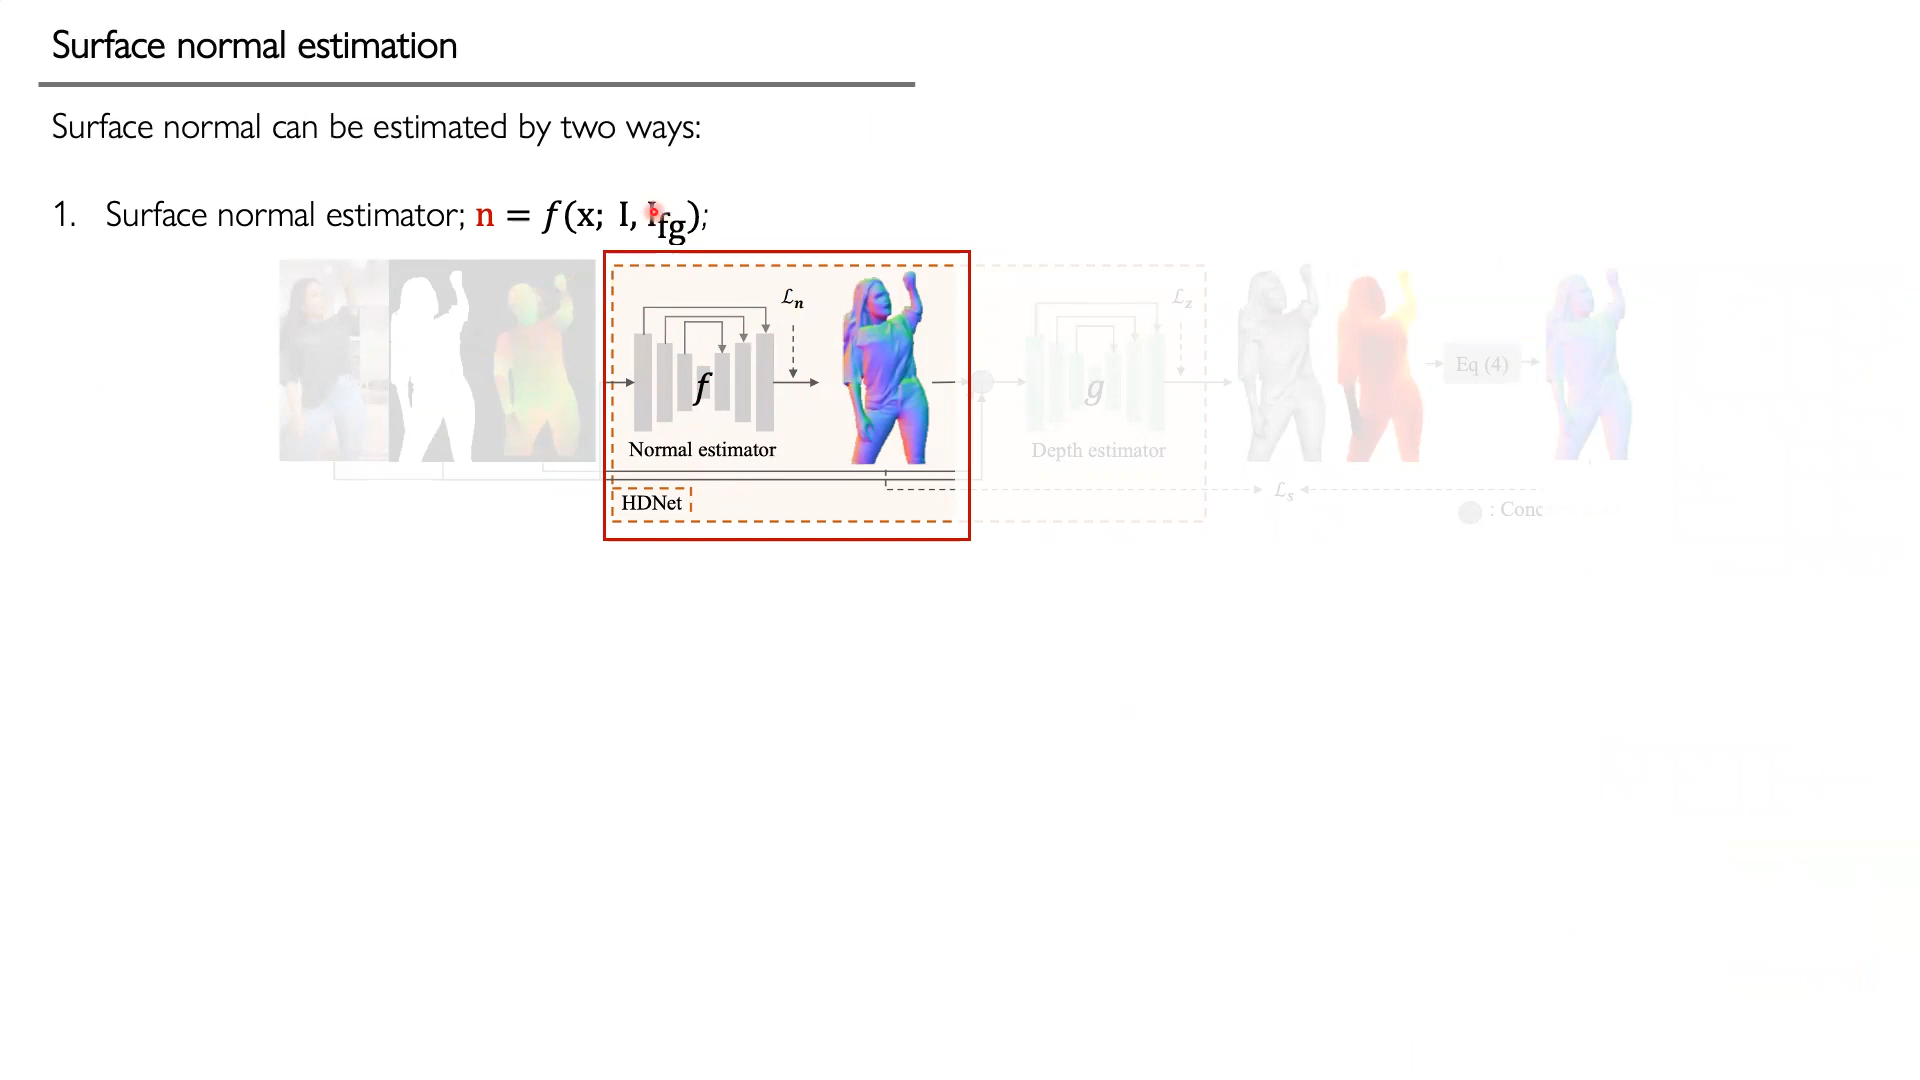 Surface normal estimation
Surface normal can be estimated by two ways:
1. Surface normal estimator; n = f(x; I, I_fg);
ℒn
ℒz
f
g
Eq (4)
Normal estimator
Depth estimator
HDNet
ℒs
: Conc